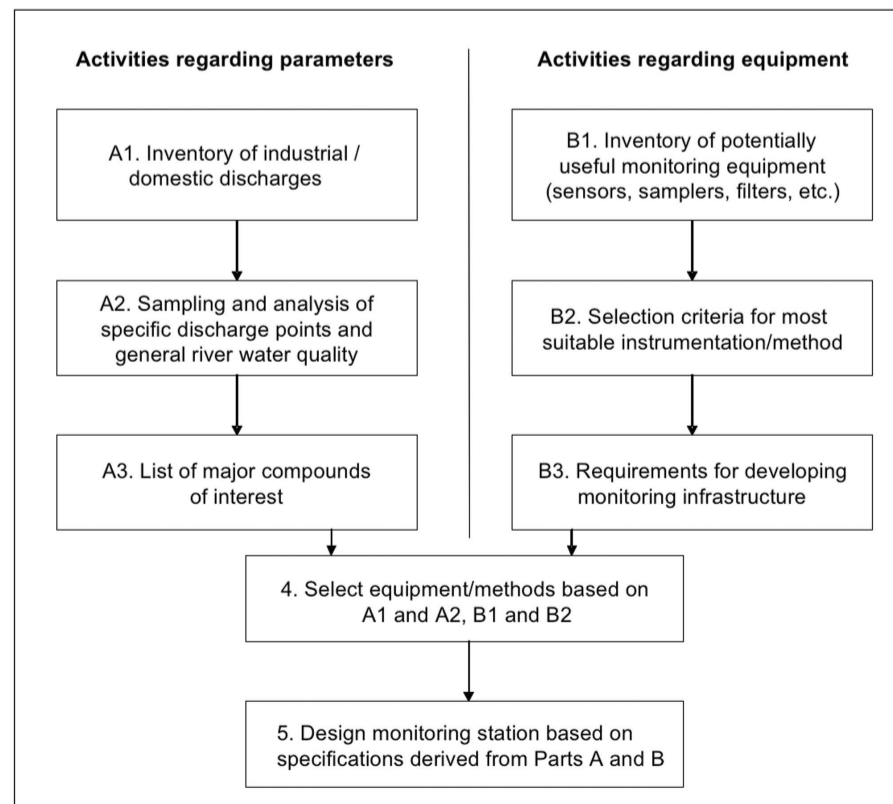 Activities regarding parameters
A1. Inventory of industrial /
domestic discharges
A2. Sampling and analysis of
specific discharge points and
general river water quality
A3. List of major compounds
of interest
Activities regarding equipment
B1. Inventory of potentially
useful monitoring equipment
(sensors, samplers, filters, etc.)
B2. Selection criteria for most
suitable instrumentation/method
B3. Requirements for developing
monitoring infrastructure
4. Select equipment/methods based on
A1 and A2, B1 and B2
5. Design monitoring station based on
specifications derived from Parts A and B